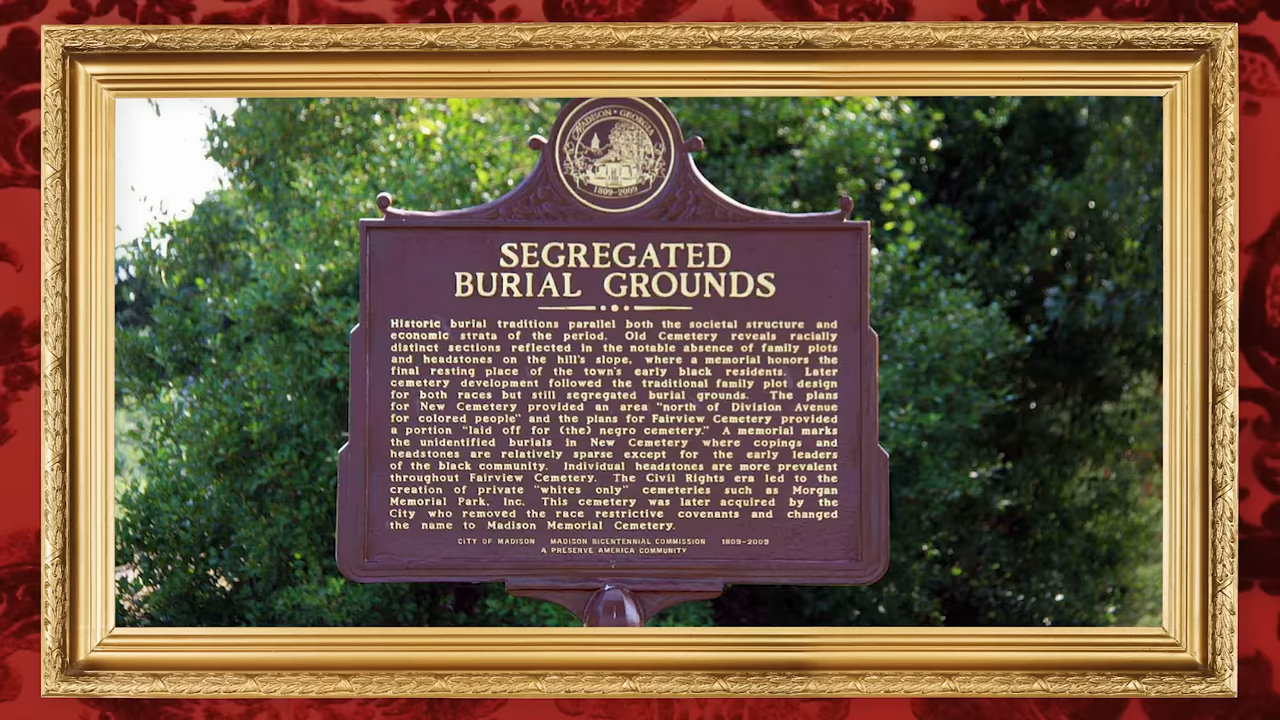 MADISON • GEORGIA
1809-2009
SEGREGATED
BURIAL GROUNDS
Historic burial traditions parallel both the societal structure and
economic strata of the period. Old Cemetery reveals racially
distinct sections reflected in the notable absence of family plots
and headstones on the hill's slope, where a memorial honors the
final resting place of the town's early black residents. Later
cemetery development followed the traditional family plot design
for both races but still segregated burial grounds. The plans
for New Cemetery provided an area "north of Division Avenue
for colored people" and the plans for Fairview Cemetery provided
a portion "laid off for (the) negro cemetery." A memorial marks
the unidentified burials in New Cemetery where copings and
headstones are relatively sparse except for the early leaders
of the black community. Individual headstones are more prevalent
throughout Fairview Cemetery. The Civil Rights era led to the
creation of private "whites only" cemeteries such as Morgan
Memorial Park, Inc. This cemetery was later acquired by the
City who removed the race restrictive covenants and changed
the name to Madison Memorial Cemetery.
CITY OF MADISON MADISON BICENTENNIAL COMMISSION 1809-2009
A PRESERVE AMERICA COMMUNITY